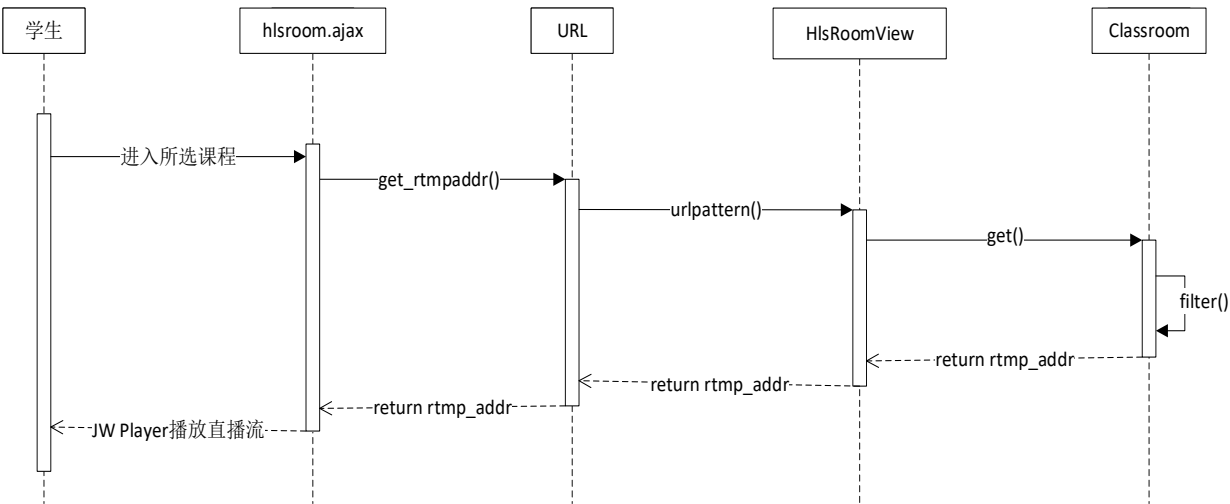 学生
hlsroom.ajax
URL
HlsRoomView
Classroom
进入所选课程
get_rtmpaddr()
urlpattern()
get()
filter()
return rtmp_addr
return rtmp_addr
return rtmp_addr
JW Player播放直播流